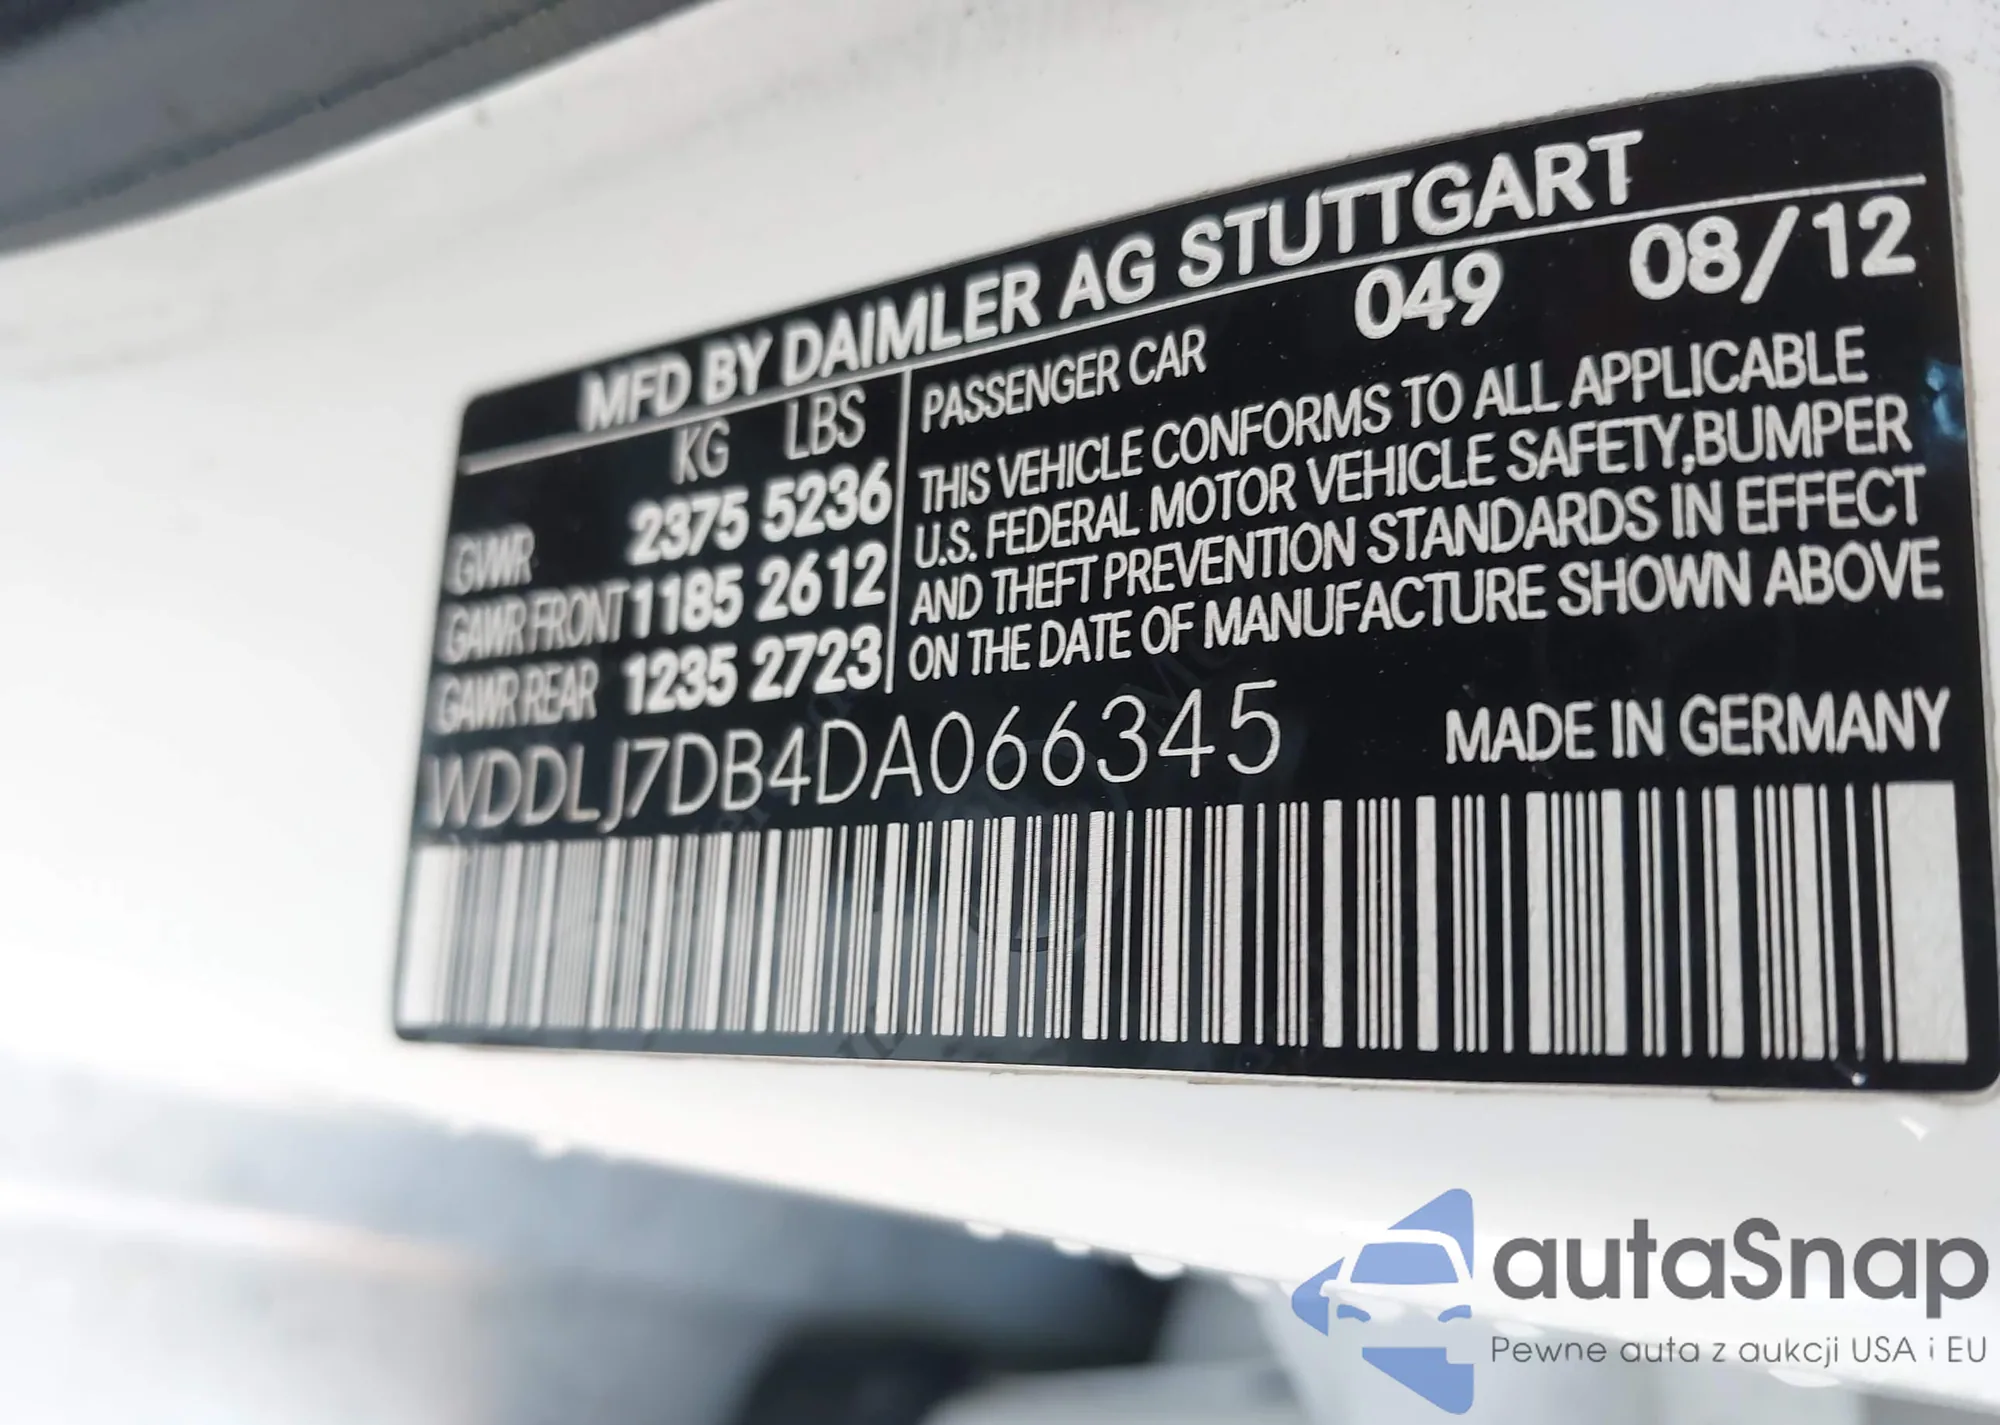 MFD BY DAIMLER AG STUTTGART
KG LBS
GVWR 2375 5236
GAWR FRONT 1185 2612
GAWR REAR 1235 2723
PASSENGER CAR 049 08/12
THIS VEHICLE CONFORMS TO ALL APPLICABLE
U.S. FEDERAL MOTOR VEHICLE SAFETY,BUMPER
AND THEFT PREVENTION STANDARDS IN EFFECT
ON THE DATE OF MANUFACTURE SHOWN ABOVE
WDDLJ7DB4DA066345 MADE IN GERMANY
autaSnap
Pewne auta z aukcji USA i EU